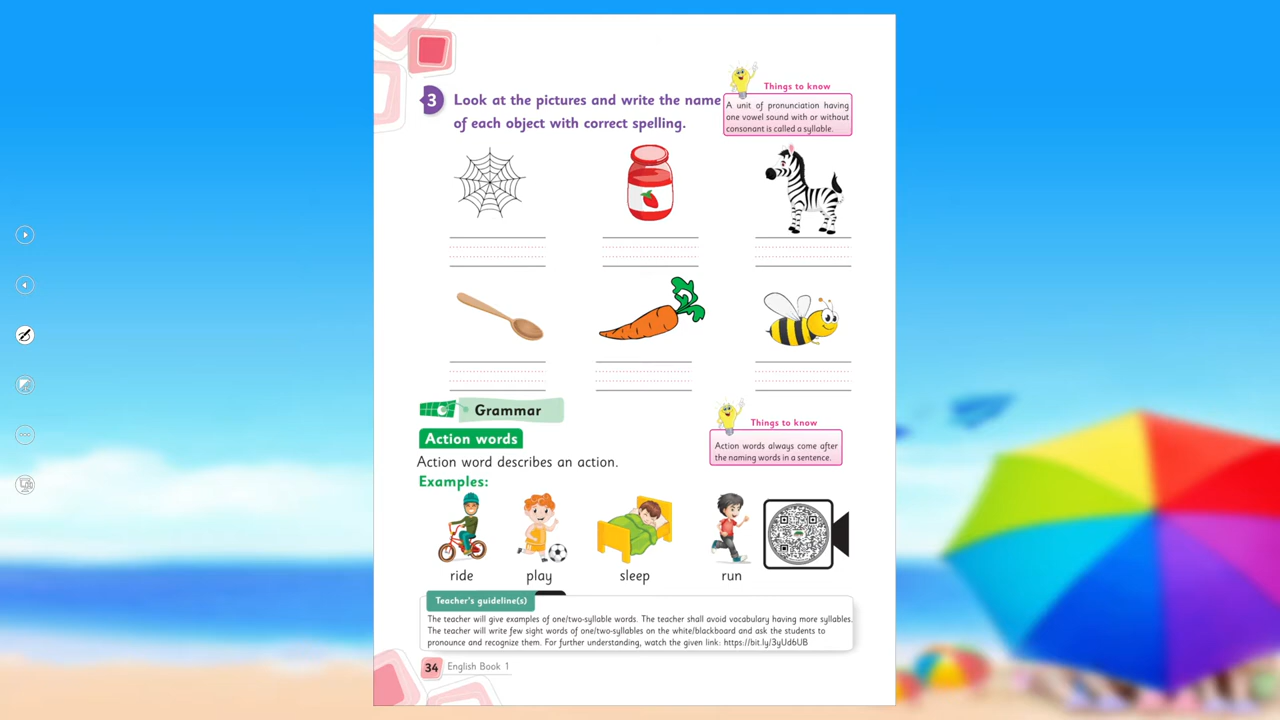 3 Look at the pictures and write the name
of each object with correct spelling.
Things to know
A unit of pronunciation having
one vowel sound with or without
consonant is called a syllable.
Grammar
Action words
Action word describes an action.
Examples:
Things to know
Action words always come after
the naming words in a sentence.
ride play sleep run
Teacher's guideline(s)
The teacher will give examples of one/two-syllable words. The teacher shall avoid vocabulary having more syllables.
The teacher will write few sight words of one/two-syllables on the white/blackboard and ask the students to
pronounce and recognize them. For further understanding, watch the given link: https://bit.ly/3yUd6UB
34 English Book 1